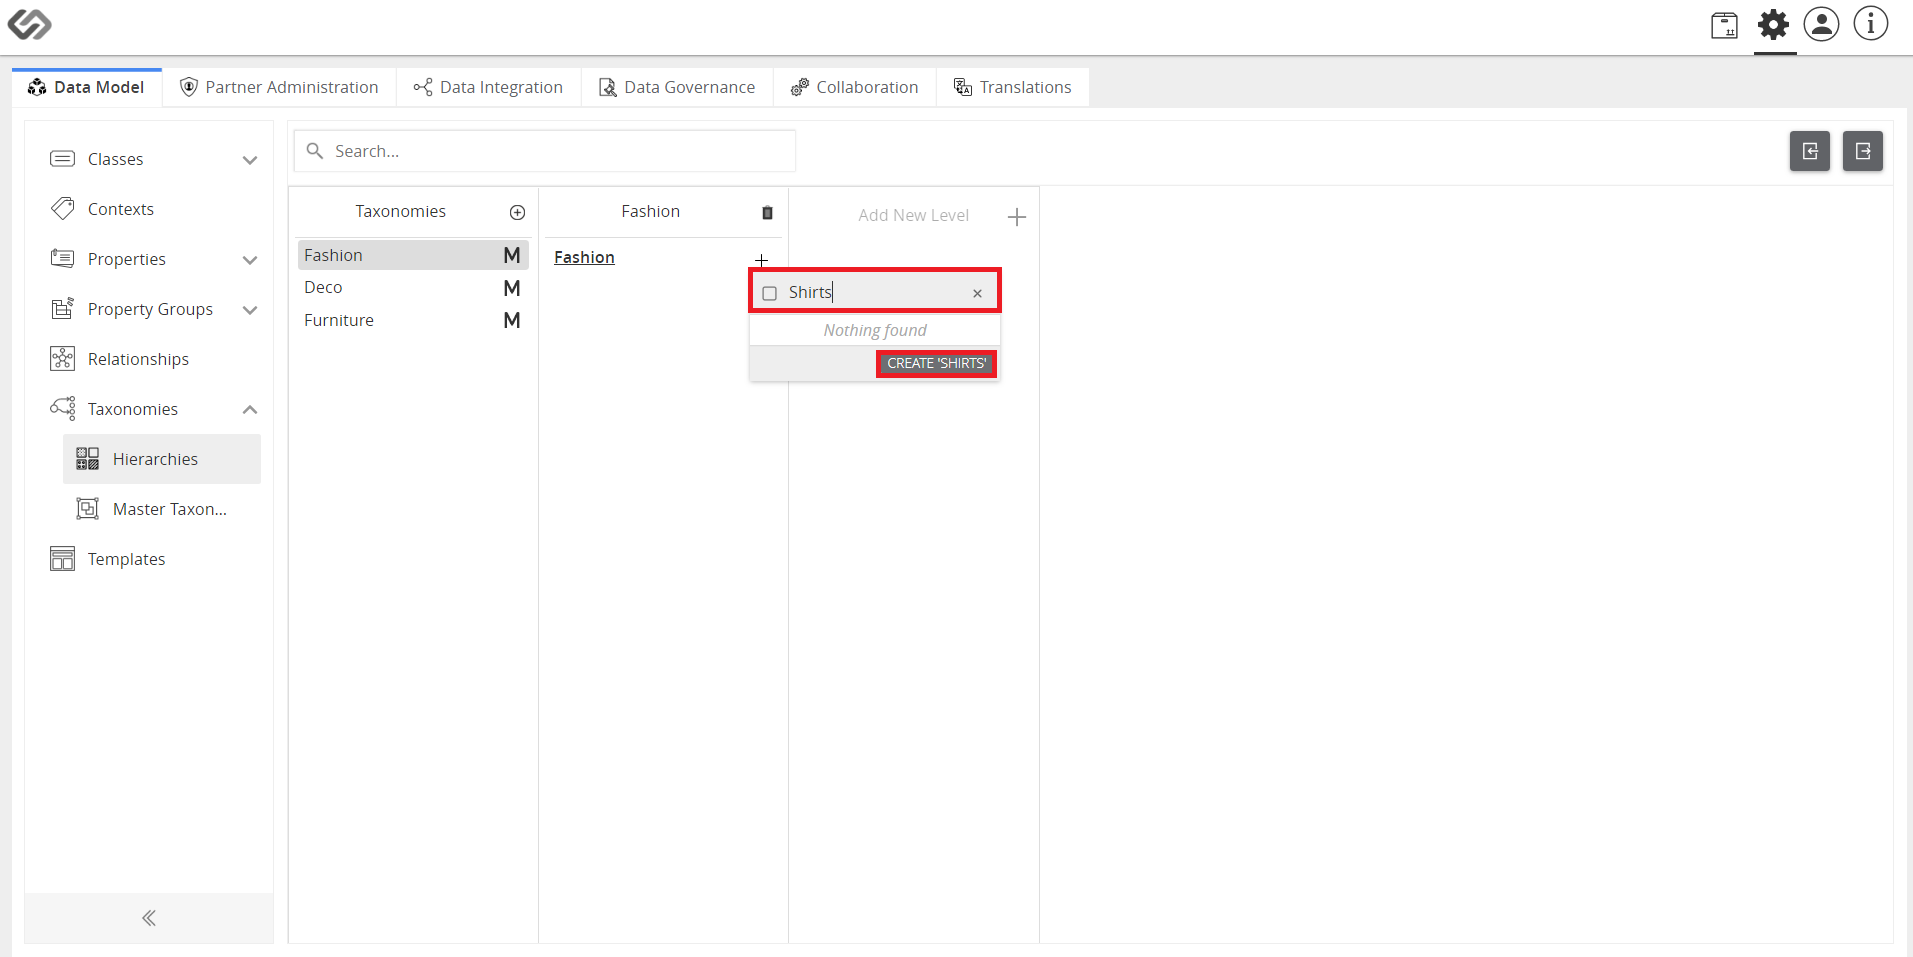 Data Model
Partner Administration
Data Integration
Data Governance
Collaboration
Translations
Classes
Contexts
Properties
Property Groups
Relationships
Taxonomies
Hierarchies
Master Taxon...
Templates
Search...
Taxonomies
Fashion M
Deco M
Furniture M
Fashion
Fashion
Add New Level
Shirts
Nothing found
CREATE 'SHIRTS'